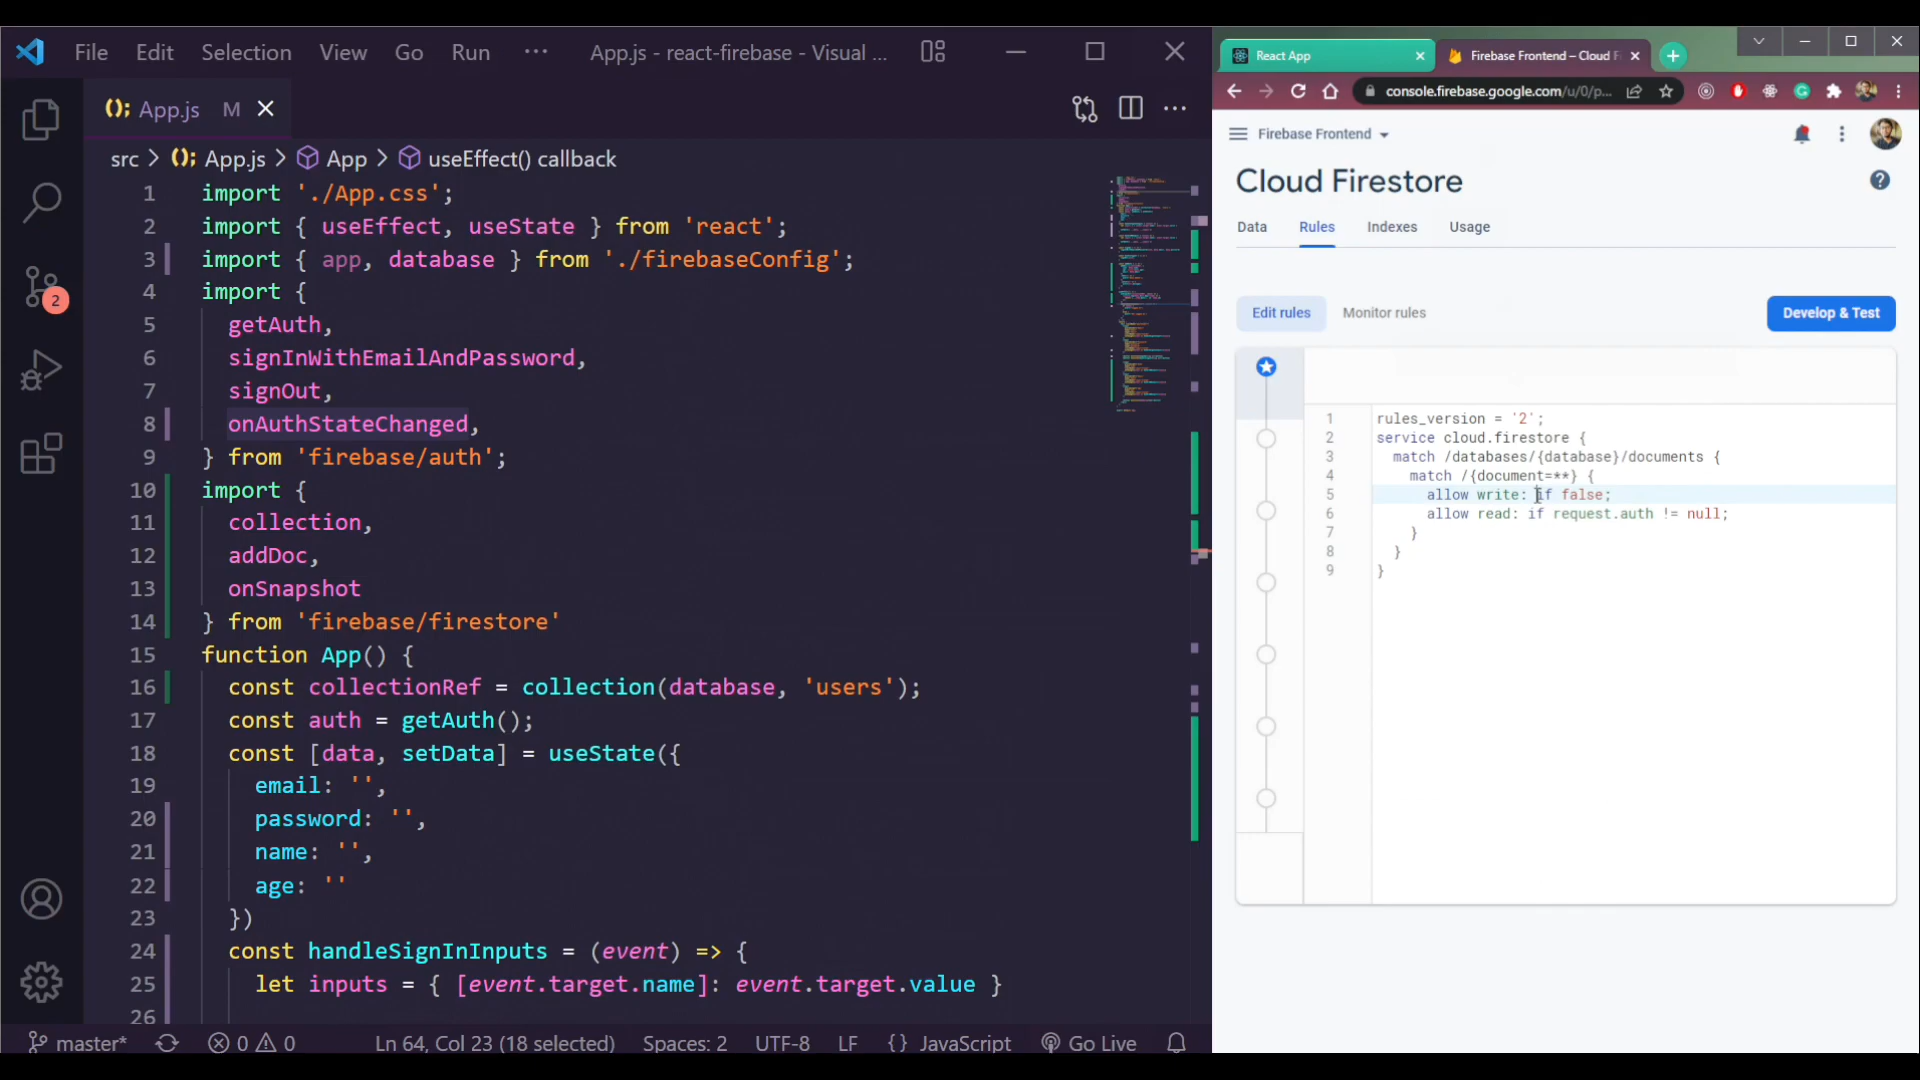 File Edit Selection View Go Run ··· App.js - react-firebase - Visual ...
App.js M
src > App.js > App > useEffect() callback
1 import './App.css';
2 import { useEffect, useState } from 'react';
3 import { app, database } from './firebaseConfig';
4 import {
5 getAuth,
6 signInWithEmailAndPassword,
7 signOut,
8 onAuthStateChanged,
9 } from 'firebase/auth';
10 import {
11 collection,
12 addDoc,
13 onSnapshot
14 } from 'firebase/firestore'
15 function App() {
16 const collectionRef = collection(database, 'users');
17 const auth = getAuth();
18 const [data, setData] = useState({
19 email: '',
20 password: '',
21 name: '',
22 age: ''
23 })
24 const handleSignInInputs = (event) => {
25 let inputs = { [event.target.name]: event.target.value }
26
2
master* 0 0 Ln 64, Col 23 (18 selected) Spaces: 2 UTF-8 LF {} JavaScript Go Live
React App
Firebase Frontend – Cloud F
console.firebase.google.com/u/0/p...
Firebase Frontend
Cloud Firestore
Data Rules Indexes Usage
Edit rules Monitor rules Develop & Test
1 rules_version = '2';
2 service cloud.firestore {
3 match /databases/{database}/documents {
4 match /{document=**} {
5 allow write: if false;
6 allow read: if request.auth != null;
7 }
8 }
9 }